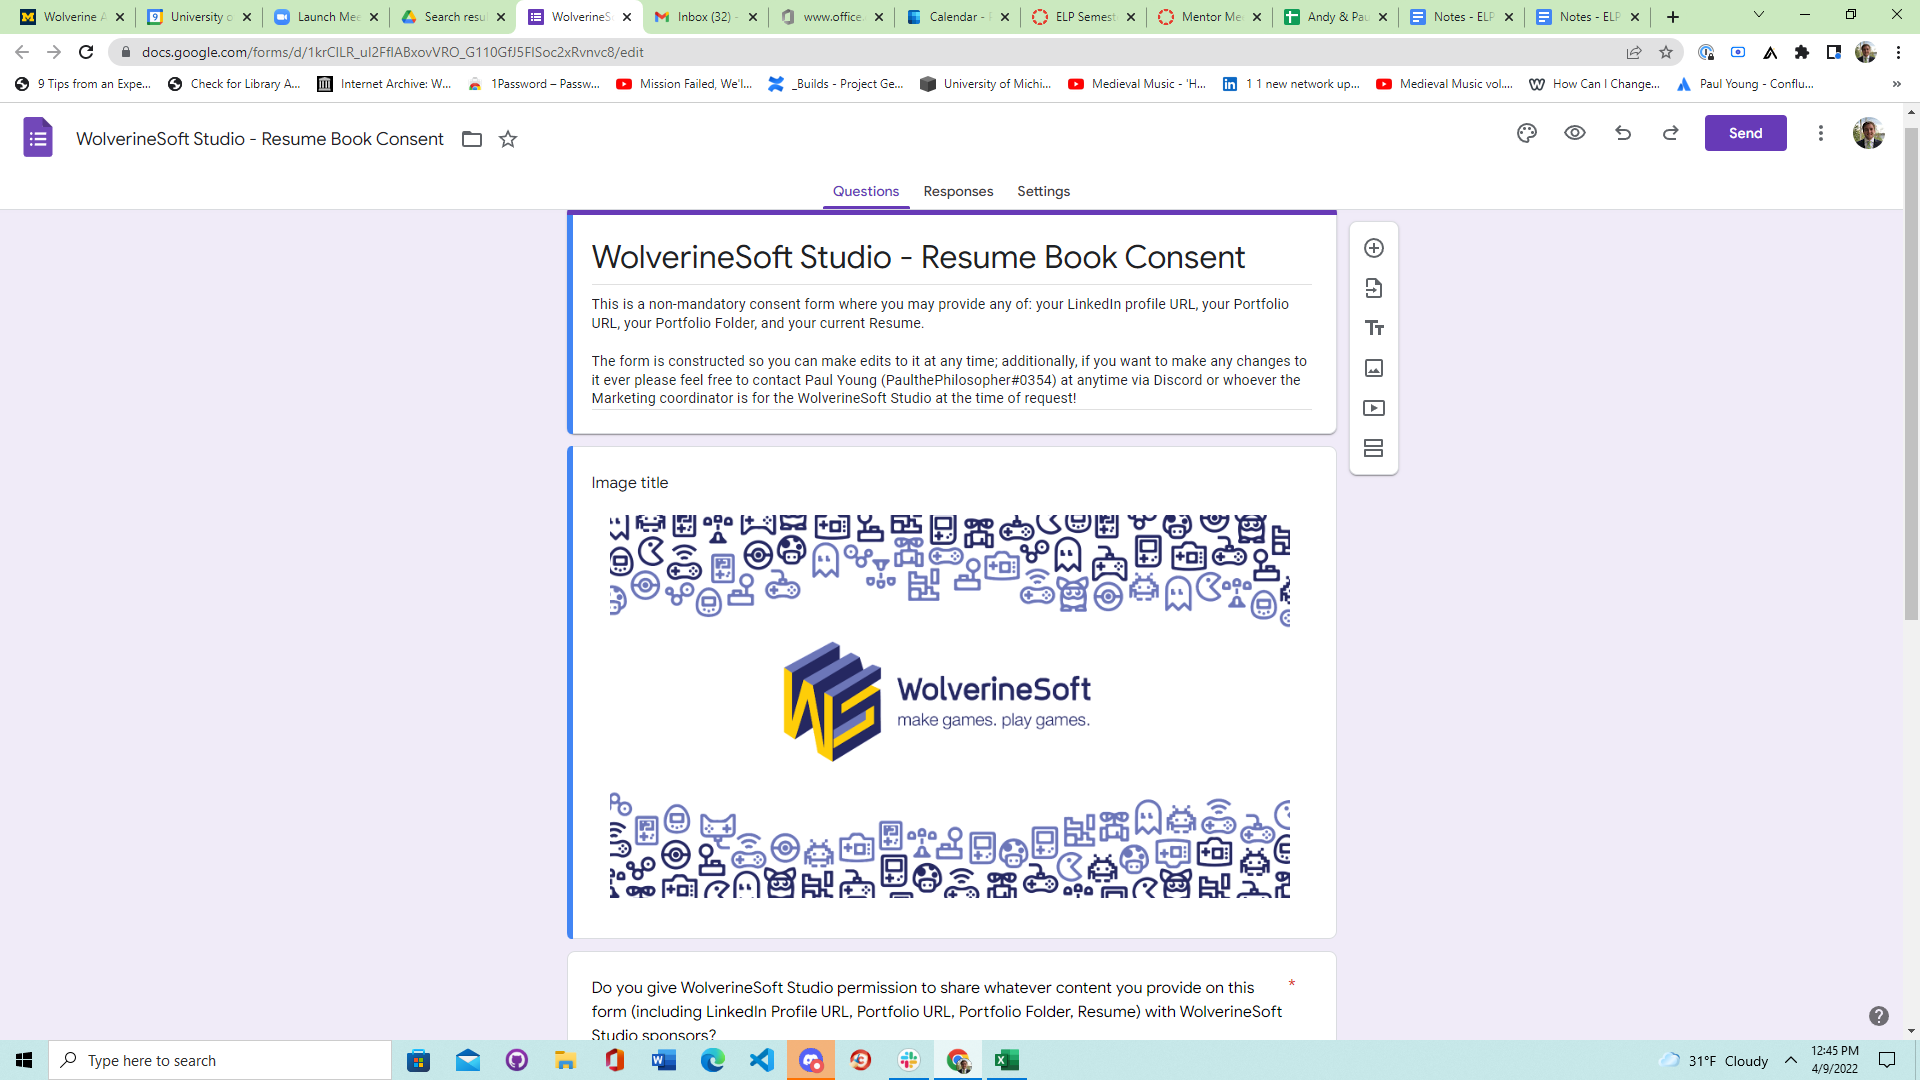 Wolverine A
University o
Launch Mee
Search resul
WolverineSo
Inbox (32) -
www.office.
Calendar -
ELP Semest
Mentor Me
Andy & Pau
Notes - ELP
Notes - ELP
docs.google.com/forms/d/1krCILR_uI2FfIABxovVRO_G110GfJ5FISoc2xRvnvc8/edit
9 Tips from an Expe...
Check for Library A...
Internet Archive: W...
1Password – Passw...
Mission Failed, We'l...
_Builds - Project Ge...
University of Michi...
Medieval Music - 'H...
1 1 new network up...
Medieval Music vol....
How Can I Change...
Paul Young - Conflu...
WolverineSoft Studio - Resume Book Consent
Send
Questions
Responses
Settings
WolverineSoft Studio - Resume Book Consent
This is a non-mandatory consent form where you may provide any of: your LinkedIn profile URL, your Portfolio
URL, your Portfolio Folder, and your current Resume.
The form is constructed so you can make edits to it at any time; additionally, if you want to make any changes to
it ever please feel free to contact Paul Young (PaulthePhilosopher#0354) at anytime via Discord or whoever the
Marketing coordinator is for the WolverineSoft Studio at the time of request!
Image title
WolverineSoft
make games. play games.
Do you give WolverineSoft Studio permission to share whatever content you provide on this *
form (including LinkedIn Profile URL, Portfolio URL, Portfolio Folder, Resume) with WolverineSoft
Studio sponsors?
Type here to search
31°F Cloudy
12:45 PM
4/9/2022